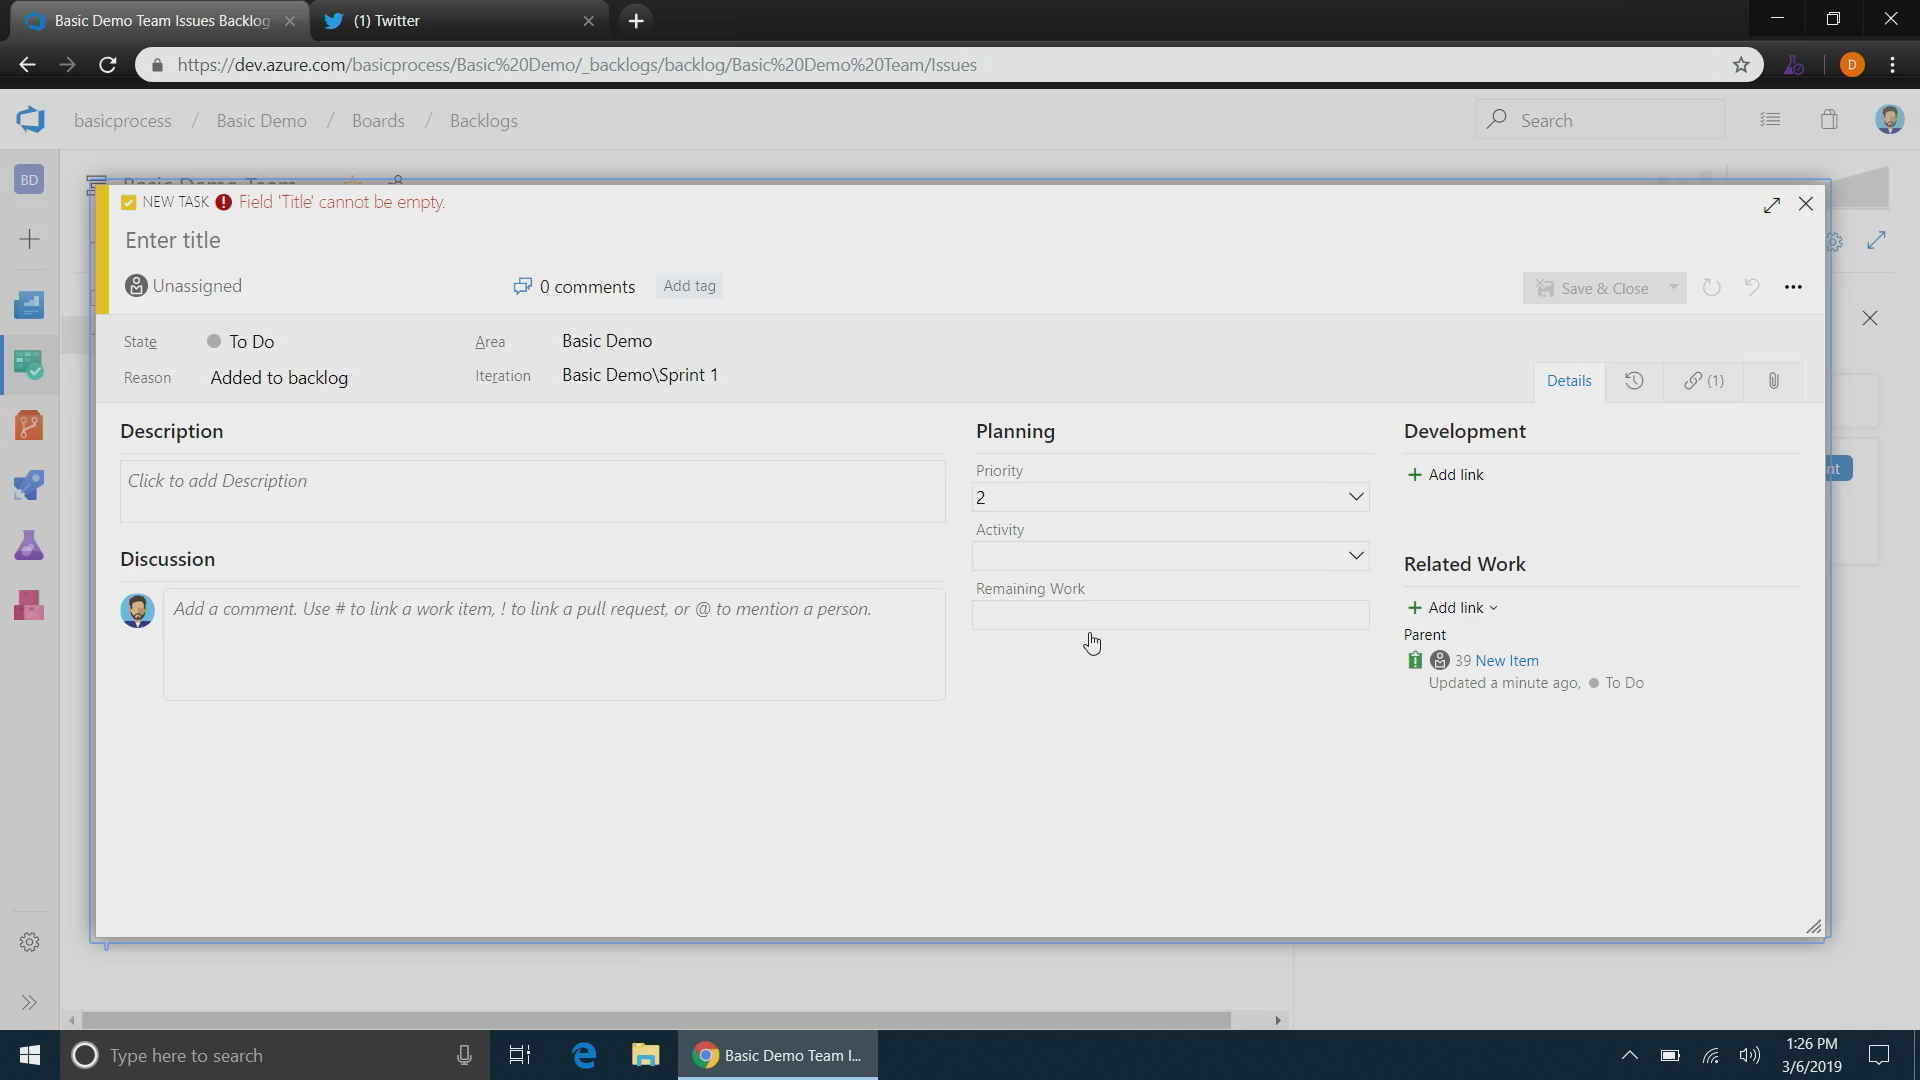 Basic Demo Team Issues Backlog
(1) Twitter
https://dev.azure.com/basicprocess/Basic%20Demo/_backlogs/backlog/Basic%20Demo%20Team/Issues
D
basicprocess / Basic Demo / Boards / Backlogs
Search
BD
Basic Demo Team
NEW TASK Field 'Title' cannot be empty.
Enter title
Unassigned
0 comments
Add tag
Save & Close
State
To Do
Area
Basic Demo
Reason
Added to backlog
Iteration
Basic Demo\Sprint 1
Details
(1)
Description
Click to add Description
Discussion
Add a comment. Use # to link a work item, ! to link a pull request, or @ to mention a person.
Planning
Priority
2
Activity
Remaining Work
Development
+ Add link
nt
Related Work
+ Add link
Parent
39 New Item
Updated a minute ago, To Do
Type here to search
Basic Demo Team I...
1:26 PM
3/6/2019